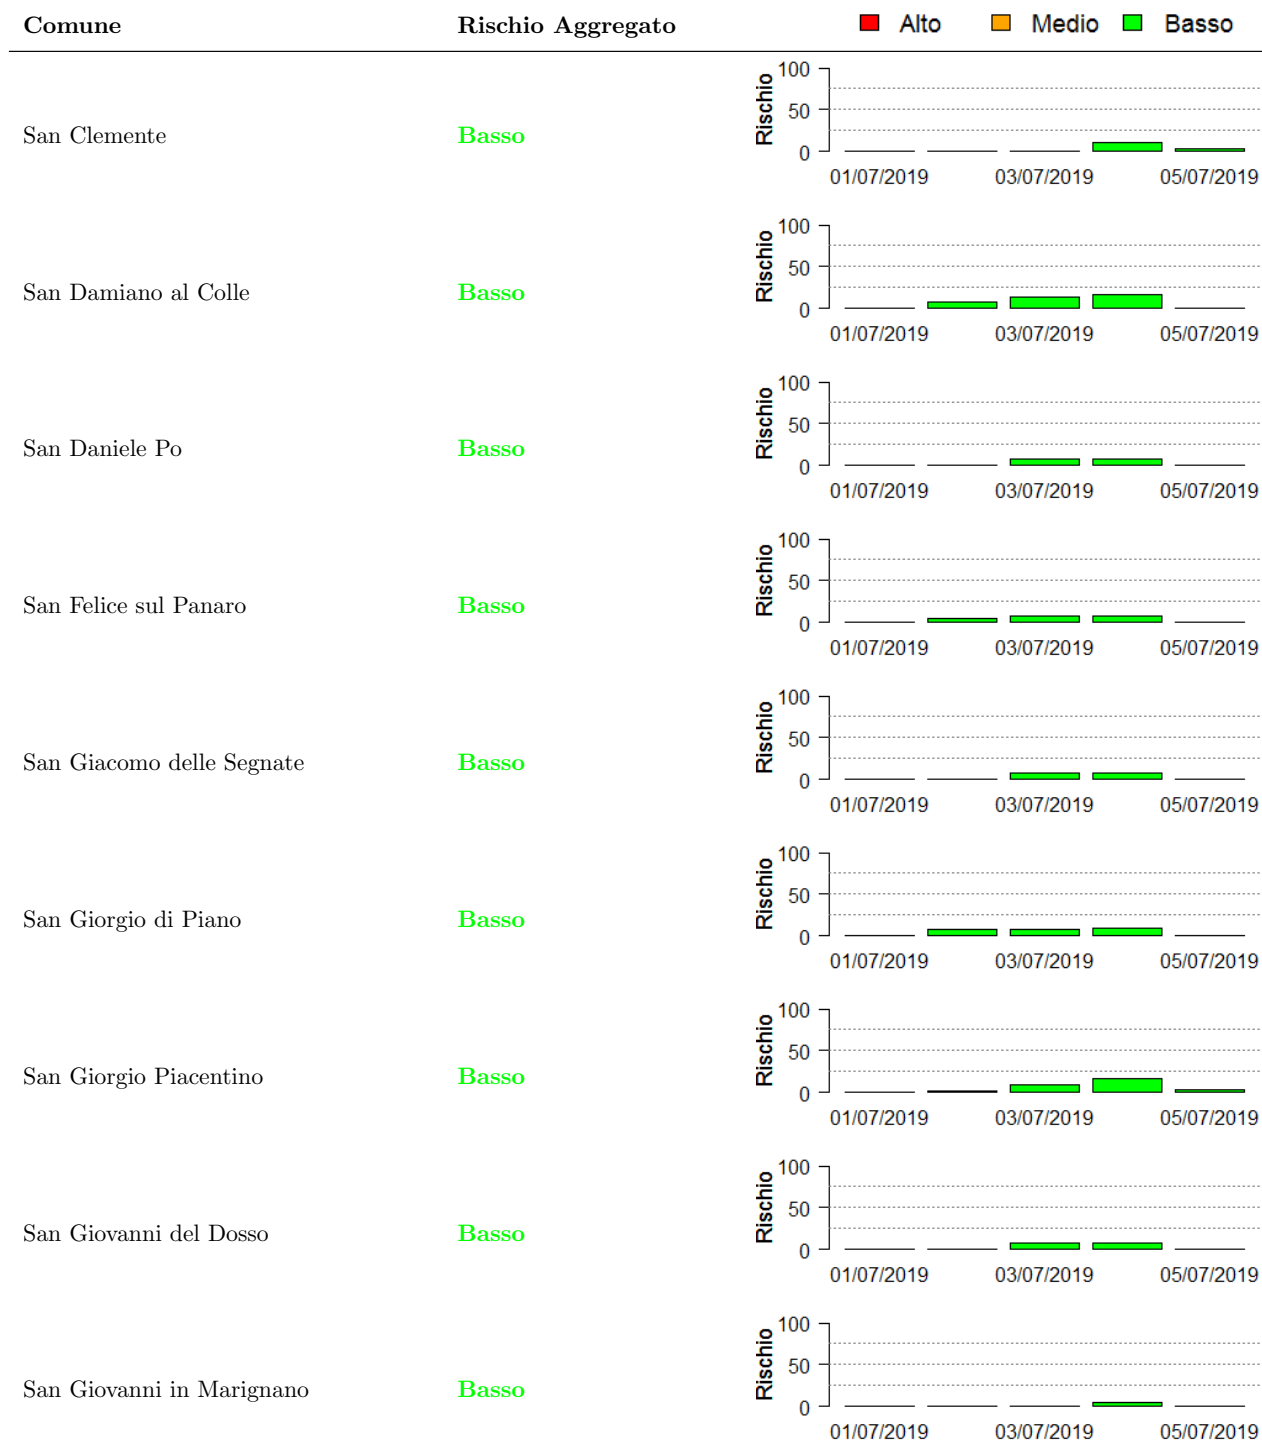 Comune Rischio Aggregato Alto Medio Basso
San Clemente Basso
Rischio
100
50
0
01/07/2019 03/07/2019 05/07/2019
San Damiano al Colle Basso
Rischio
100
50
0
01/07/2019 03/07/2019 05/07/2019
San Daniele Po Basso
Rischio
100
50
0
01/07/2019 03/07/2019 05/07/2019
San Felice sul Panaro Basso
Rischio
100
50
0
01/07/2019 03/07/2019 05/07/2019
San Giacomo delle Segnate Basso
Rischio
100
50
0
01/07/2019 03/07/2019 05/07/2019
San Giorgio di Piano Basso
Rischio
100
50
0
01/07/2019 03/07/2019 05/07/2019
San Giorgio Piacentino Basso
Rischio
100
50
0
01/07/2019 03/07/2019 05/07/2019
San Giovanni del Dosso Basso
Rischio
100
50
0
01/07/2019 03/07/2019 05/07/2019
San Giovanni in Marignano Basso
Rischio
100
50
0
01/07/2019 03/07/2019 05/07/2019